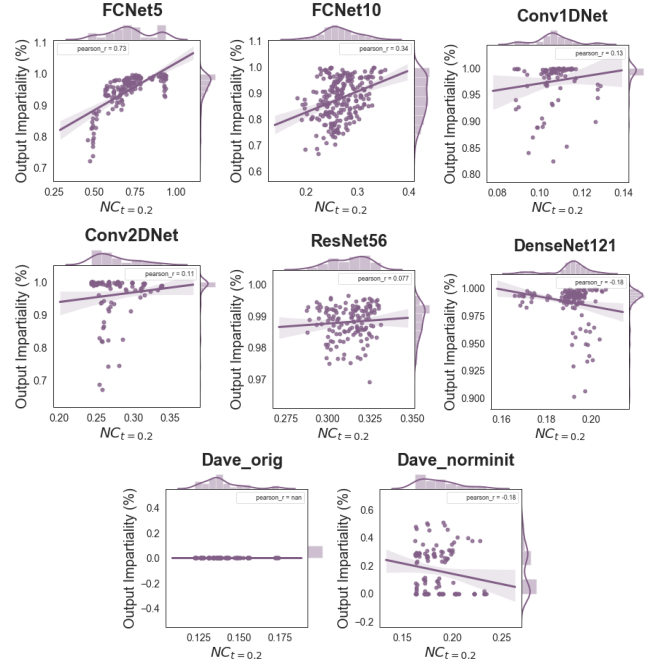 FCNet5
pearson_r = 0.73
Output Impartiality (%)
1.1
1.0
0.9
0.8
0.7
0.25 0.50 0.75 1.00
NCt = 0.2
FCNet10
pearson_r = 0.34
Output Impartiality (%)
1.1
1.0
0.9
0.8
0.7
0.6
0.2 0.3 0.4
NCt = 0.2
Conv1DNet
pearson_r = 0.13
Output Impartiality (%)
1.05
1.00
0.95
0.90
0.85
0.80
0.08 0.10 0.12 0.14
NCt = 0.2
Conv2DNet
pearson_r = 0.11
Output Impartiality (%)
1.0
0.9
0.8
0.7
0.20 0.25 0.30 0.35
NCt = 0.2
ResNet56
pearson_r = 0.077
Output Impartiality (%)
1.00
0.99
0.98
0.97
0.275 0.300 0.325 0.350
NCt = 0.2
DenseNet121
pearson_r = -0.18
Output Impartiality (%)
1.000
0.975
0.950
0.925
0.900
0.16 0.18 0.20
NCt = 0.2
Dave_orig
pearson_r = nan
Output Impartiality (%)
0.4
0.2
0.0
−0.2
−0.4
0.125 0.150 0.175
NCt = 0.2
Dave_norminit
pearson_r = -0.18
Output Impartiality (%)
0.6
0.4
0.2
0.0
−0.2
0.15 0.20 0.25
NCt = 0.2